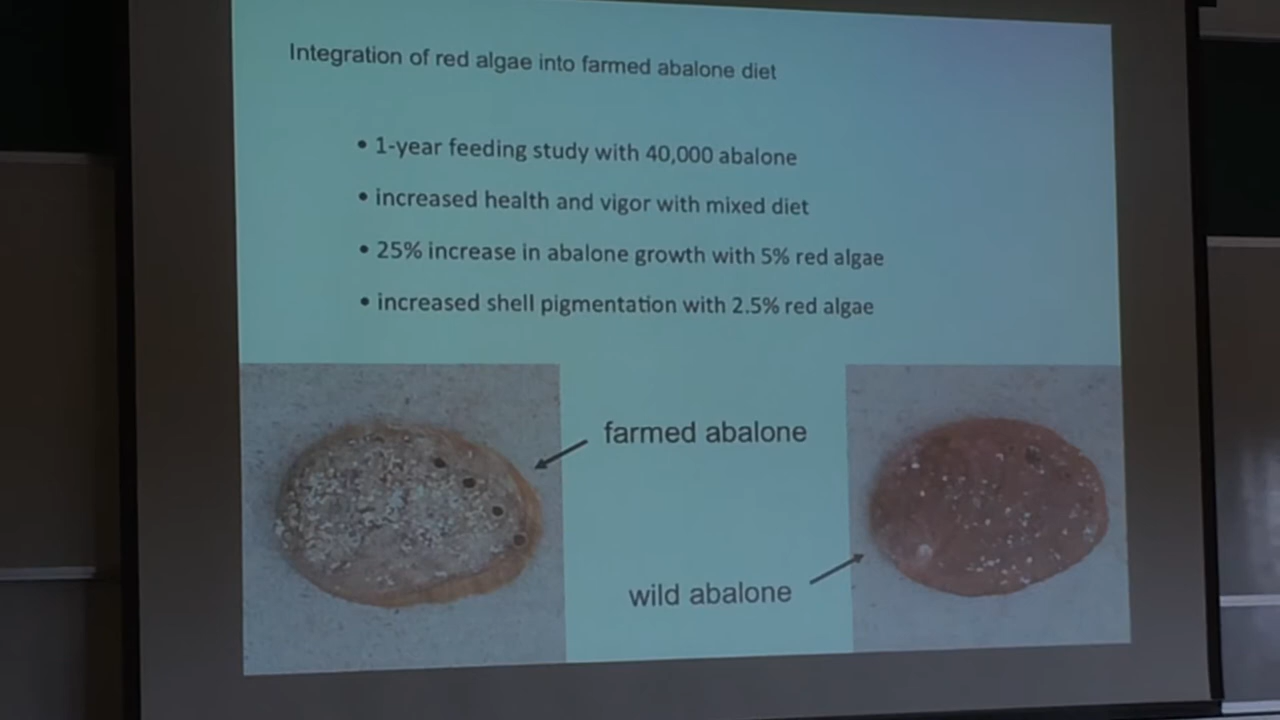 Integration of red algae into farmed abalone diet
• 1-year feeding study with 40,000 abalone
• increased health and vigor with mixed diet
• 25% increase in abalone growth with 5% red algae
• increased shell pigmentation with 2.5% red algae
farmed abalone
wild abalone